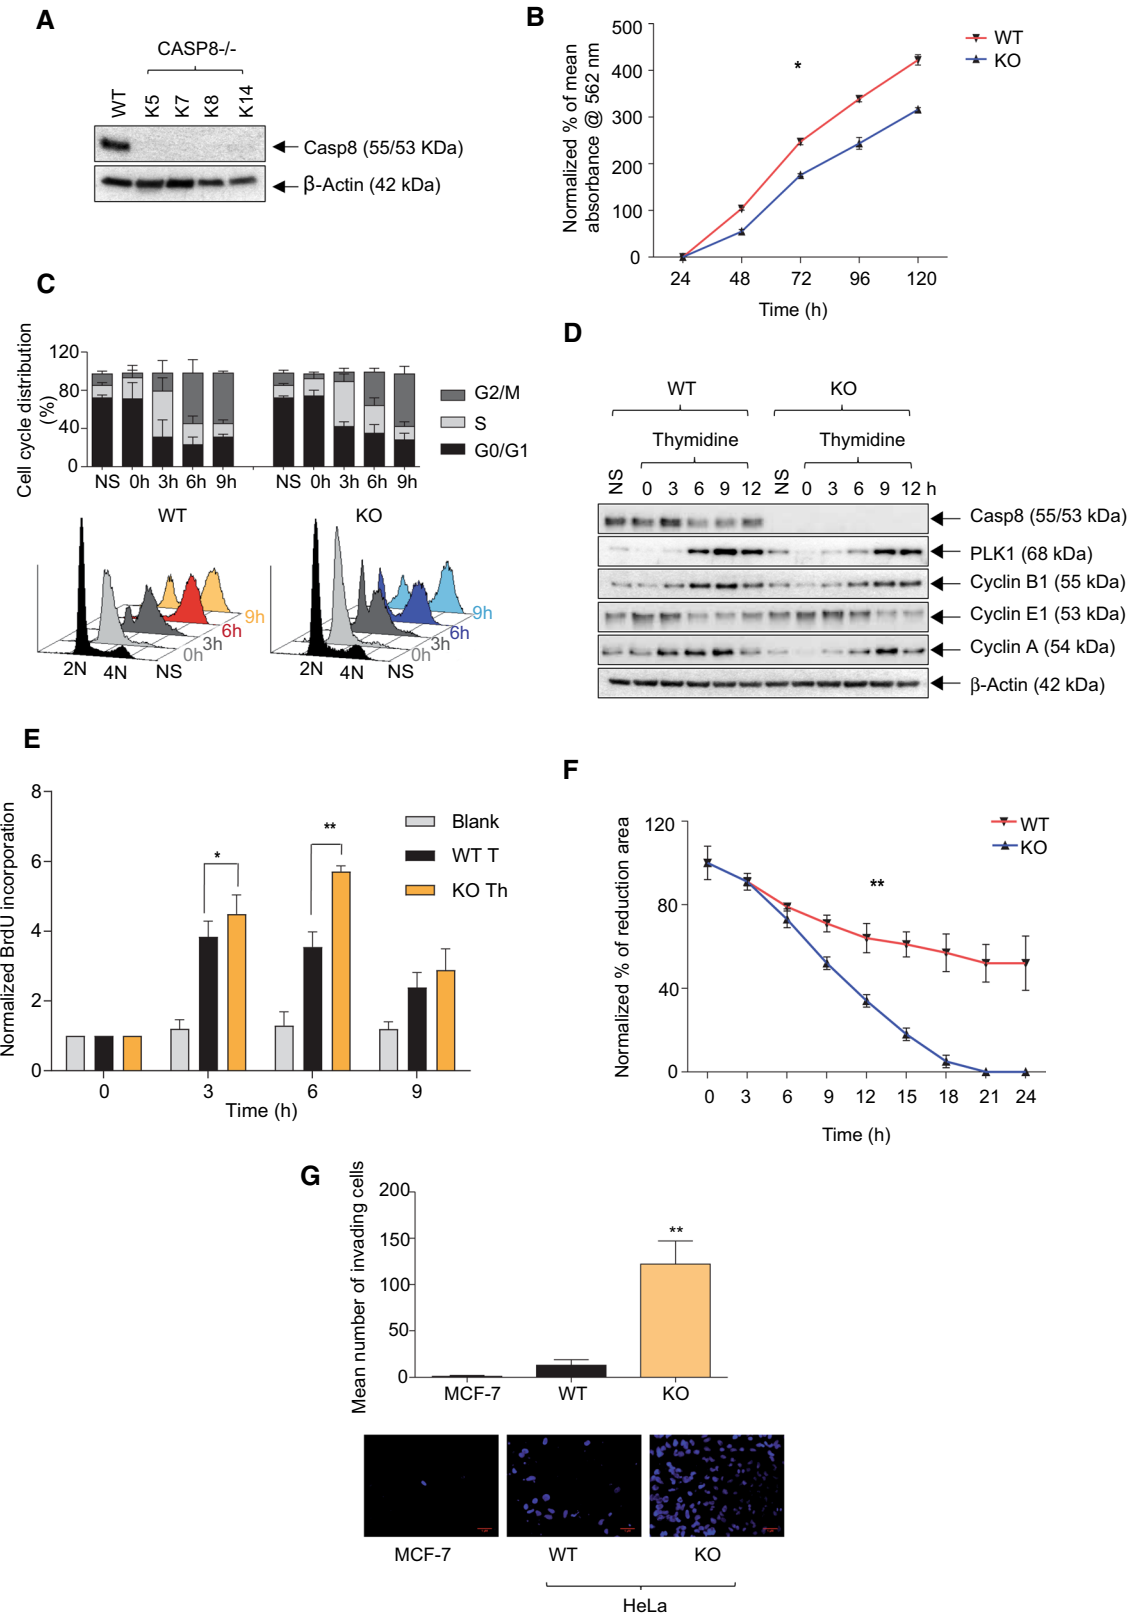 A
CASP8-/-
WT K5 K7 K8 K14
Casp8 (55/53 KDa)
β-Actin (42 kDa)
B
Normalized % of mean
absorbance @ 562 nm
500
400
300
200
100
0
*
WT
KO
24 48 72 96 120
Time (h)
C
Cell cycle distribution
(%)
120
80
40
0
G2/M
S
G0/G1
NS 0h 3h 6h 9h NS 0h 3h 6h 9h
WT KO
9h
6h
3h
0h
2N 4N NS
9h
6h
3h
0h
2N 4N NS
D
WT KO
Thymidine Thymidine
NS 0 3 6 9 12 NS 0 3 6 9 12 h
Casp8 (55/53 kDa)
PLK1 (68 kDa)
Cyclin B1 (55 kDa)
Cyclin E1 (53 kDa)
Cyclin A (54 kDa)
β-Actin (42 kDa)
E
Normalized BrdU incorporation
8
6
4
2
0
*
**
Blank
WT T
KO Th
0 3 6 9
Time (h)
F
Normalized % of reduction area
120
80
40
0
**
WT
KO
0 3 6 9 12 15 18 21 24
Time (h)
G
Mean number of invading cells
200
150
100
50
0
**
MCF-7 WT KO
MCF-7 WT KO
HeLa